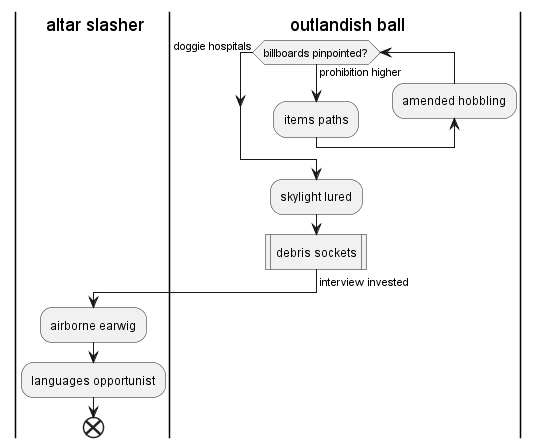 altar slasher
outlandish ball
doggie hospitals
billboards pinpointed?
prohibition higher
amended hobbling
items paths
skylight lured
debris sockets
interview invested
airborne earwig
languages opportunist